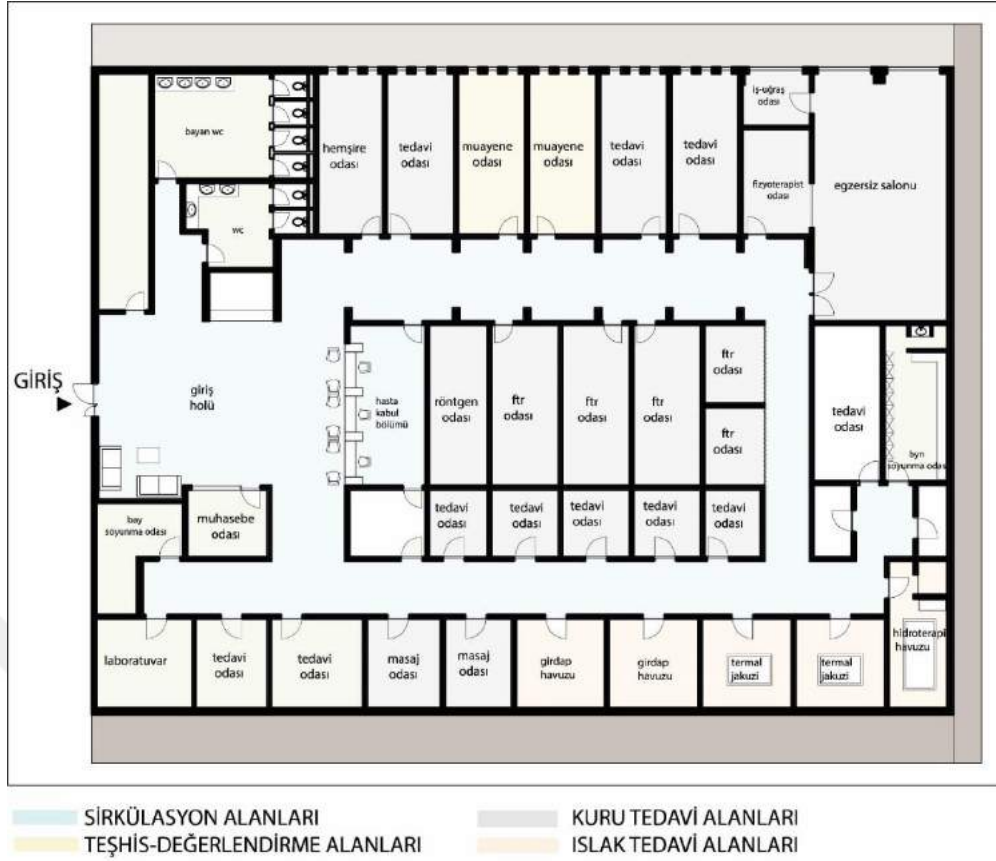 bayan wc
wc
hemşire
odası
tedavi
odası
muayene
odası
muayene
odası
tedavi
odası
tedavi
odası
iş-uğraş
odası
fizyoterapist
odası
egzersiz salonu
GİRİŞ
giriş
holü
hasta
kabul
bölümü
röntgen
odası
ftr
odası
ftr
odası
ftr
odası
ftr
odası
ftr
odası
tedavi
odası
byn
soyunma odas
bay
soyunma odası
muhasebe
odası
tedavi
odası
tedavi
odası
tedavi
odası
tedavi
odası
tedavi
odası
laboratuvar
tedavi
odası
tedavi
odası
masaj
odası
masaj
odası
girdap
havuzu
girdap
havuzu
termal
jakuzi
termal
jakuzi
hidroterapi
havuzu
SİRKÜLASYON ALANLARI
TEŞHİS-DEĞERLENDİRME ALANLARI
KURU TEDAVİ ALANLARI
ISLAK TEDAVİ ALANLARI